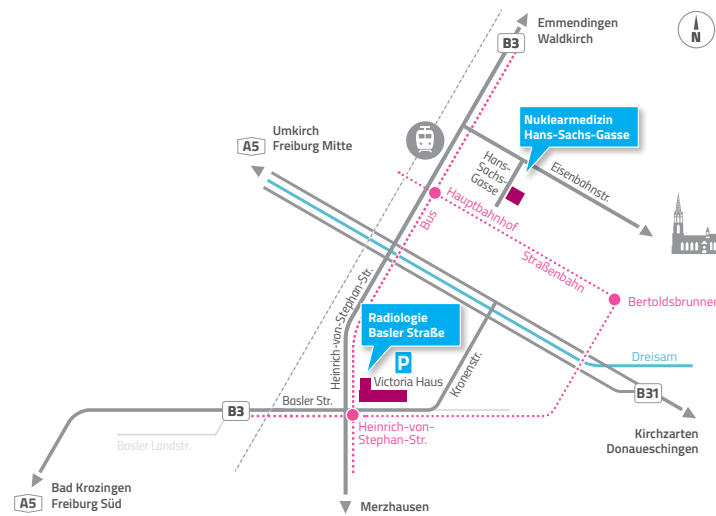 Emmendingen
Waldkirch
B3
N
Nuklearmedizin
Hans-Sachs-Gasse
Umkirch
Freiburg Mitte
A5
Hans-
Sachs-
Gasse
Eisenbahnstr.
Hauptbahnhof
Bus
Straßenbahn
Bertoldsbrunnen
Heinrich-von-Stephan-Str.
Radiologie
Basler Straße
P
Victoria Haus
Kronenstr.
Dreisam
B31
Basler Str.
B3
Basler Landstr.
Heinrich-von-
Stephan-Str.
Kirchzarten
Donaueschingen
Bad Krozingen
Freiburg Süd
A5
Merzhausen